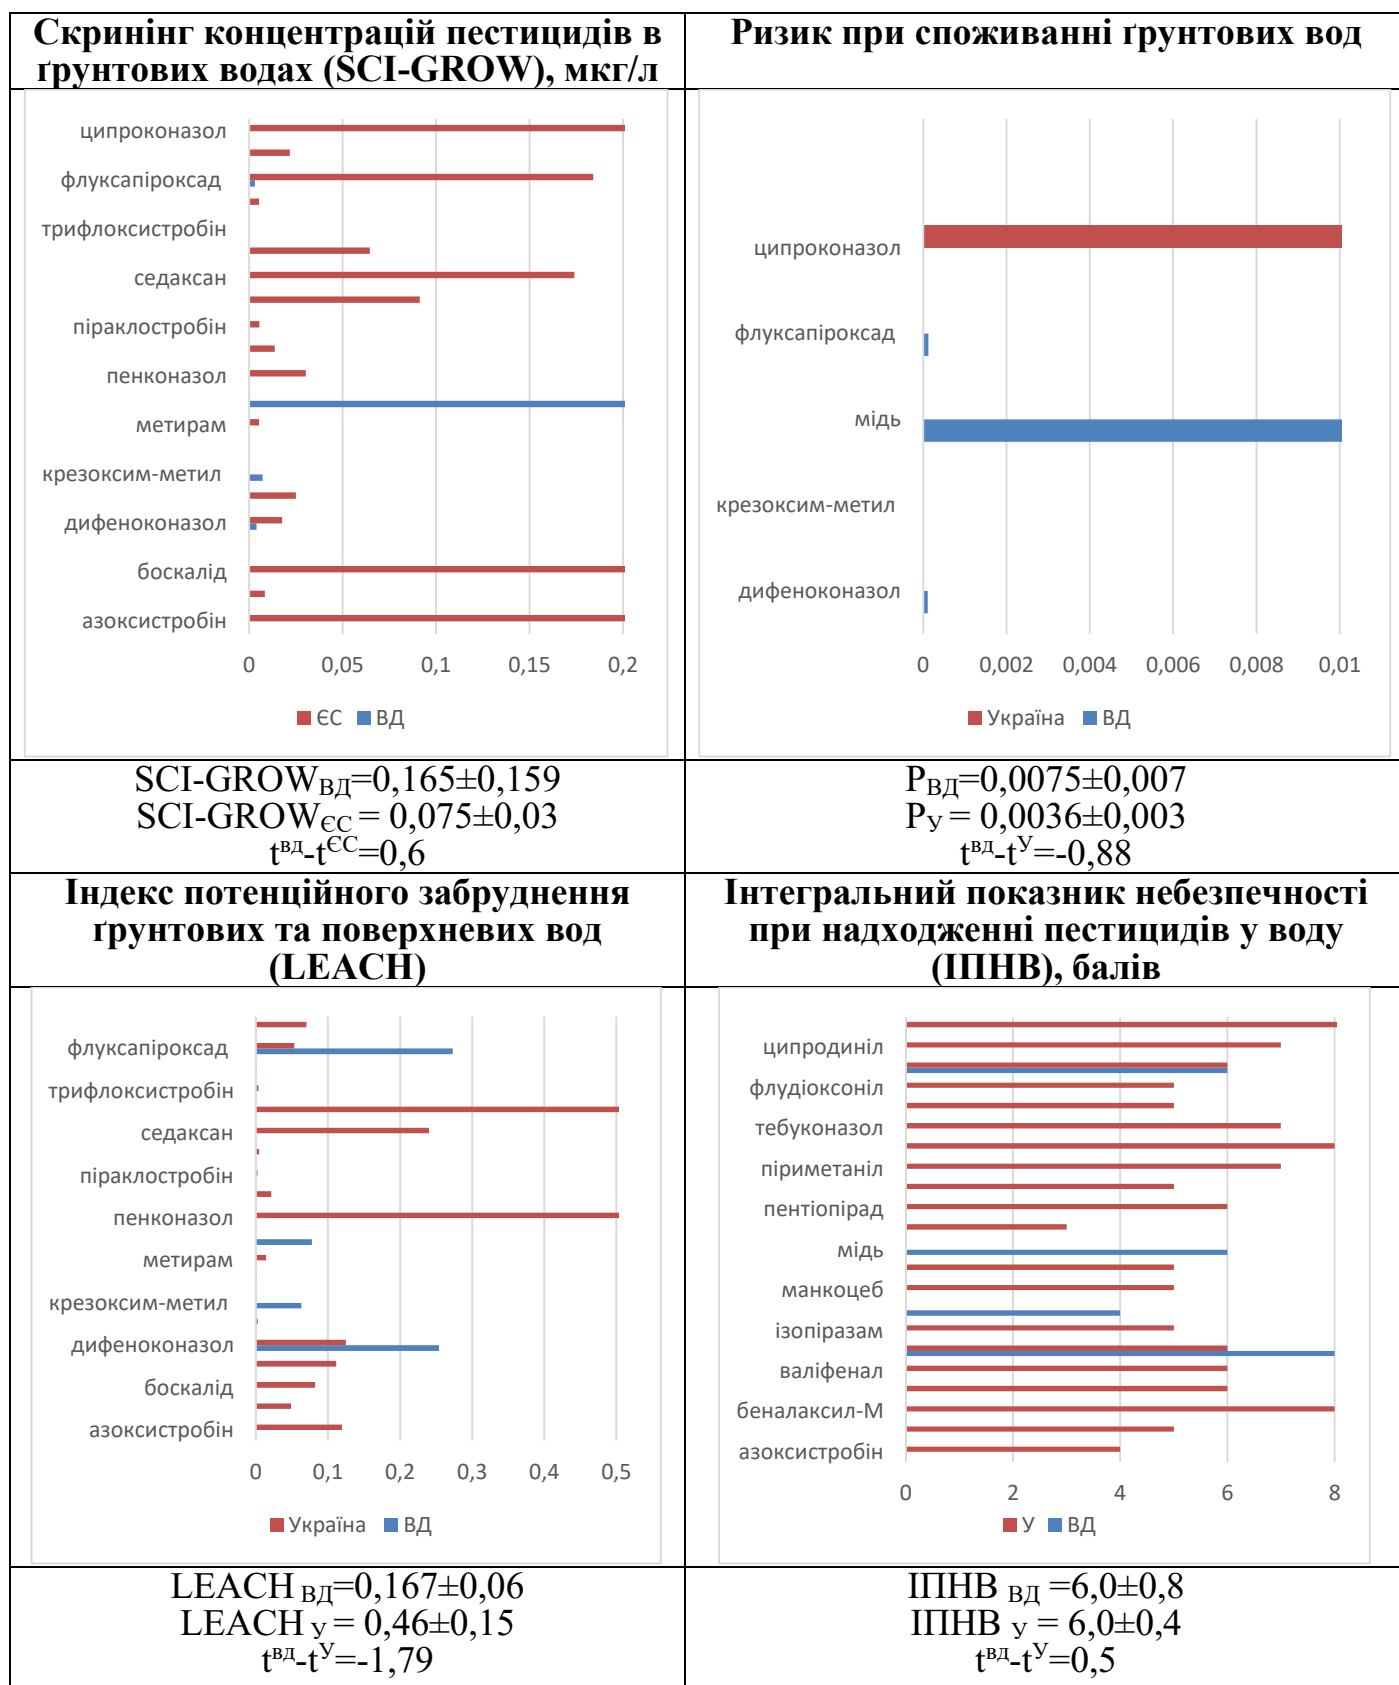 Скринінг концентрацій пестицидів в
ґрунтових водах (SCI-GROW), мкг/л
ципроконазол
флуксапіроксад
трифлоксистробін
седаксан
піраклостробін
пенконазол
метирам
крезоксим-метил
дифеноконазол
боскалід
азоксистробін
0 0,05 0,1 0,15 0,2
ЄС ВД
SCI-GROWВД=0,165±0,159
SCI-GROWЄС = 0,075±0,03
tвд-tЄС=0,6
Ризик при споживанні ґрунтових вод
ципроконазол
флуксапіроксад
мідь
крезоксим-метил
дифеноконазол
0 0,002 0,004 0,006 0,008 0,01
Україна ВД
РВД=0,0075±0,007
РУ = 0,0036±0,003
tвд-tУ=-0,88
Індекс потенційного забруднення
ґрунтових та поверхневих вод
(LEACH)
флуксапіроксад
трифлоксистробін
седаксан
піраклостробін
пенконазол
метирам
крезоксим-метил
дифеноконазол
боскалід
азоксистробін
0 0,1 0,2 0,3 0,4 0,5
Україна ВД
LEACH ВД=0,167±0,06
LEACH У = 0,46±0,15
tвд-tУ=-1,79
Інтегральний показник небезпечності
при надходженні пестицидів у воду
(ІПНВ), балів
ципродиніл
флудіоксоніл
тебуконазол
піриметаніл
пентіопірад
мідь
манкоцеб
ізопіразам
валіфенал
беналаксил-М
азоксистробін
0 2 4 6 8
У ВД
ІПНВ ВД =6,0±0,8
ІПНВ У = 6,0±0,4
tвд-tУ=0,5